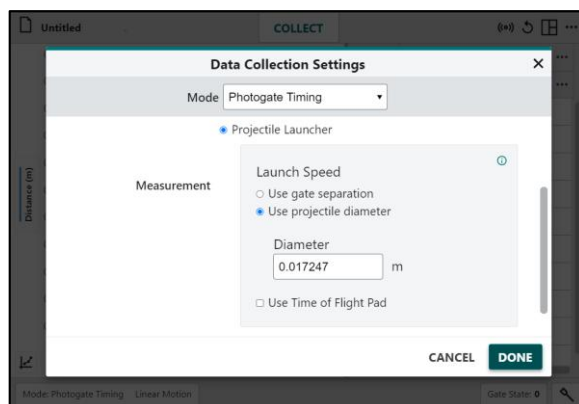 Untitled
COLLECT
Data Collection Settings
Mode Photogate Timing
Projectile Launcher
Measurement
Launch Speed
Use gate separation
Use projectile diameter
Diameter
0.017247 m
Use Time of Flight Pad
Distance (m)
CANCEL DONE
Mode: Photogate Timing Linear Motion Gate State: 0